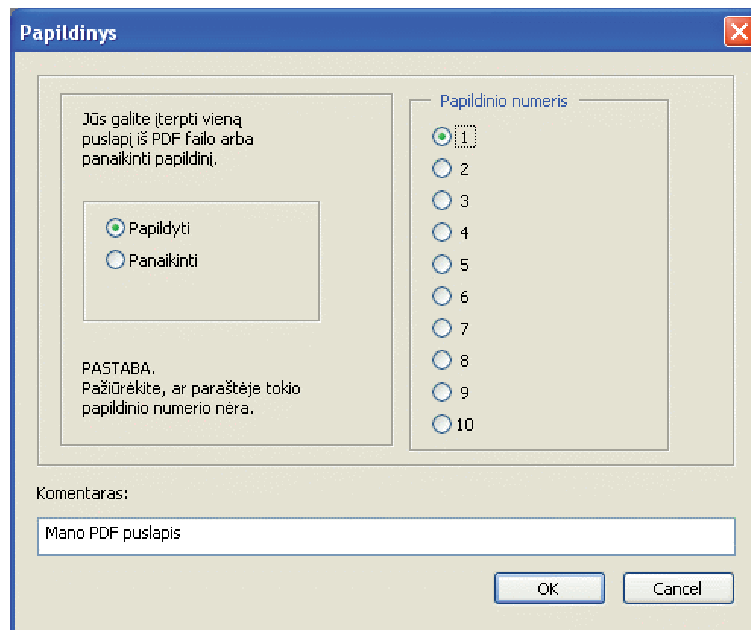 Papildinys
Jūs galite įterpti vieną
puslapį iš PDF failo arba
panaikinti papildinį.
Papildyti
Panaikinti
PASTABA.
Pažiūrėkite, ar paraštėje tokio
papildinio numerio nėra.
Papildinio numeris
1
2
3
4
5
6
7
8
9
10
Komentaras:
Mano PDF puslapis
OK
Cancel